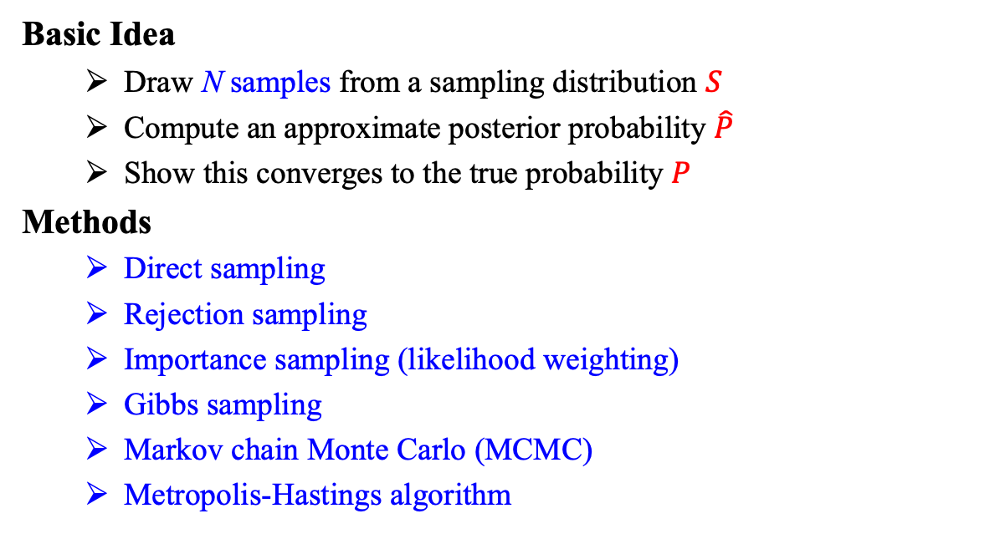 Basic Idea
➢ Draw N samples from a sampling distribution S
➢ Compute an approximate posterior probability P̂
➢ Show this converges to the true probability P
Methods
➢ Direct sampling
➢ Rejection sampling
➢ Importance sampling (likelihood weighting)
➢ Gibbs sampling
➢ Markov chain Monte Carlo (MCMC)
➢ Metropolis-Hastings algorithm